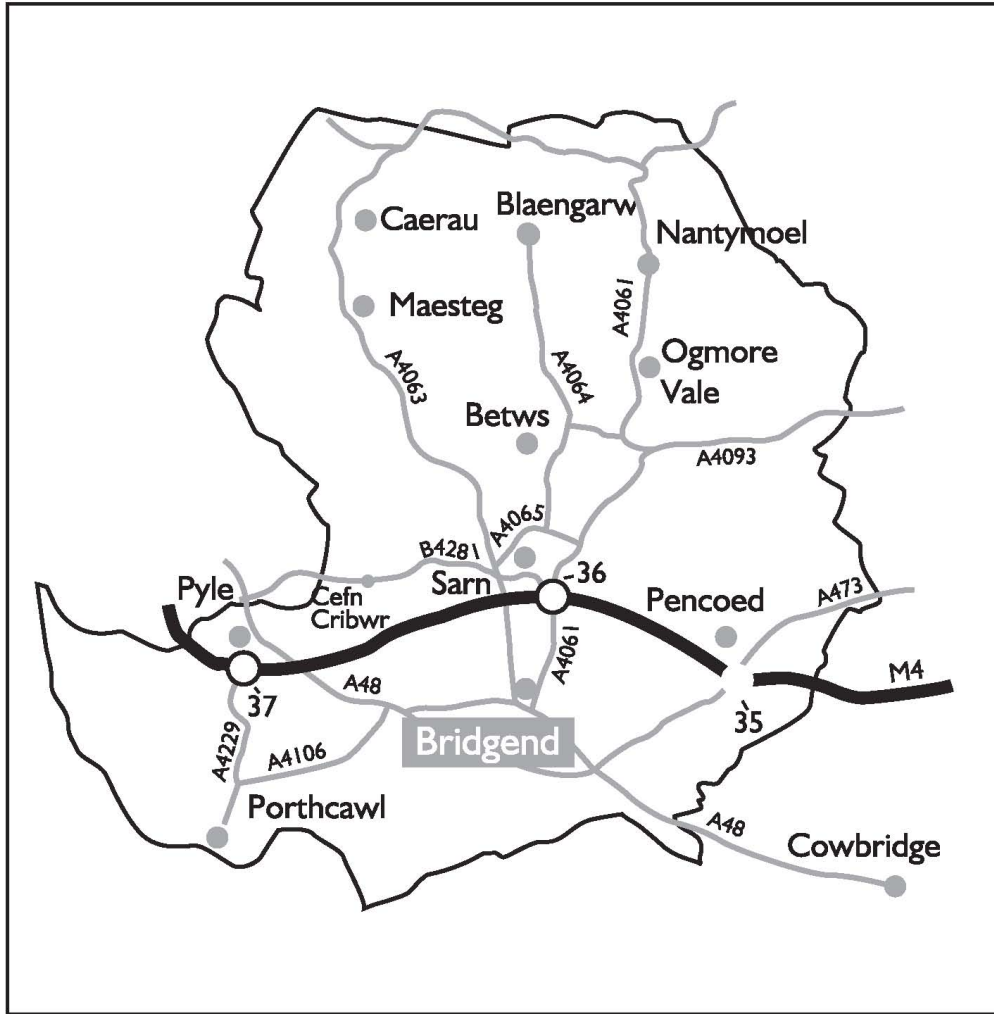 Blaengarw
Caerau
Nantymoel
A4061
Maesteg
A4063
A4064
Ogmore
Vale
Betws
A4093
A4065
B4281
Sarn
-36
Pyle
Cefn
Cribwr
Pencoed
A473
A4061
M4
A48
37
35
Bridgend
A4229
A4106
Porthcawl
A48
Cowbridge